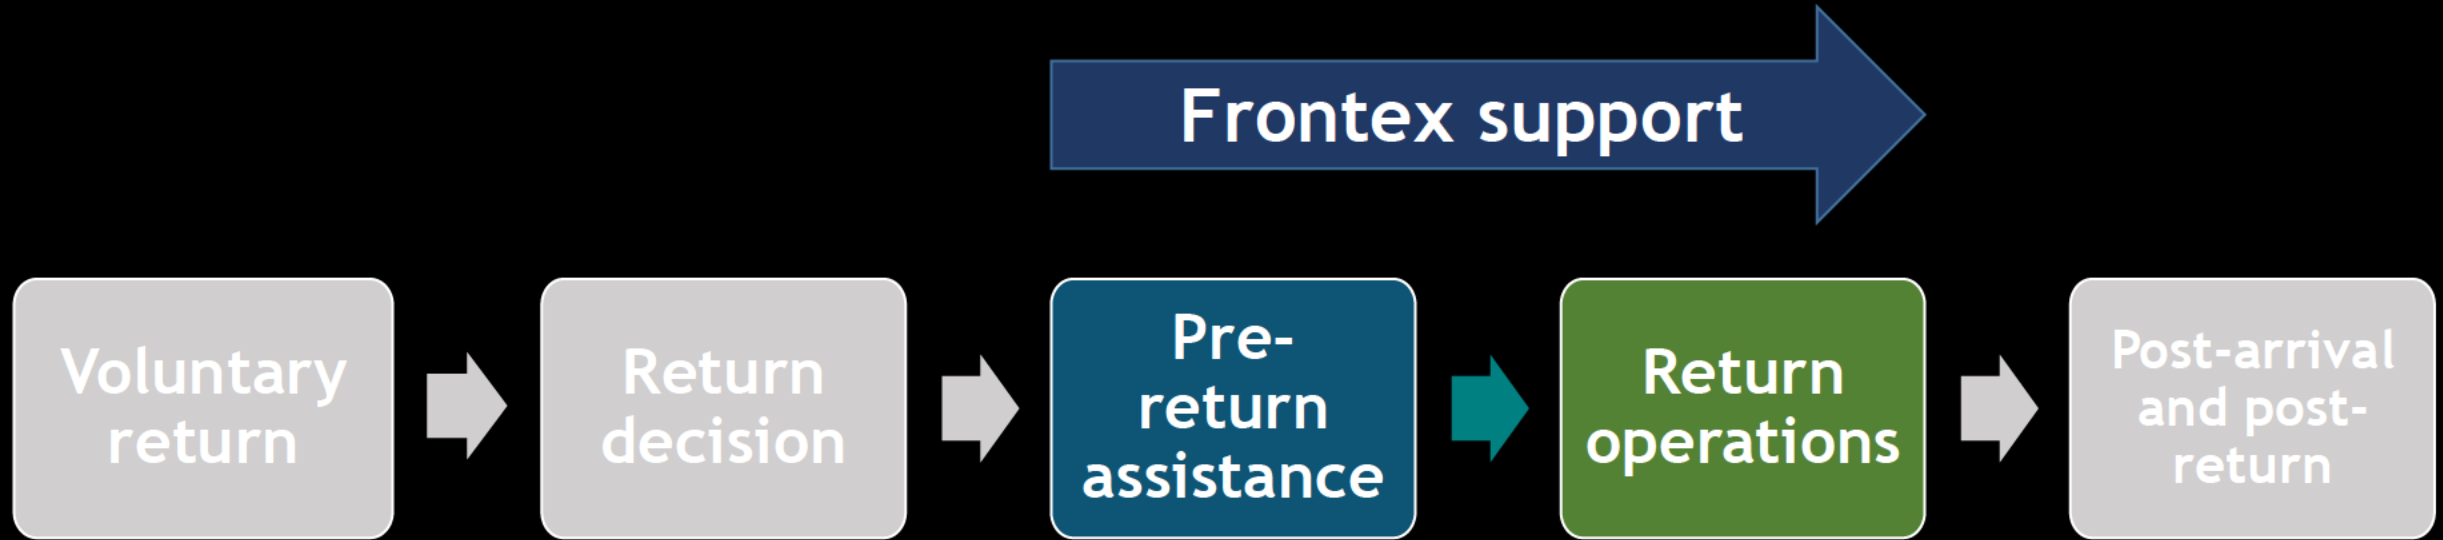 Frontex support
Voluntary
return
Return
decision
Pre-
return
assistance
Return
operations
Post-arrival
and post-
return